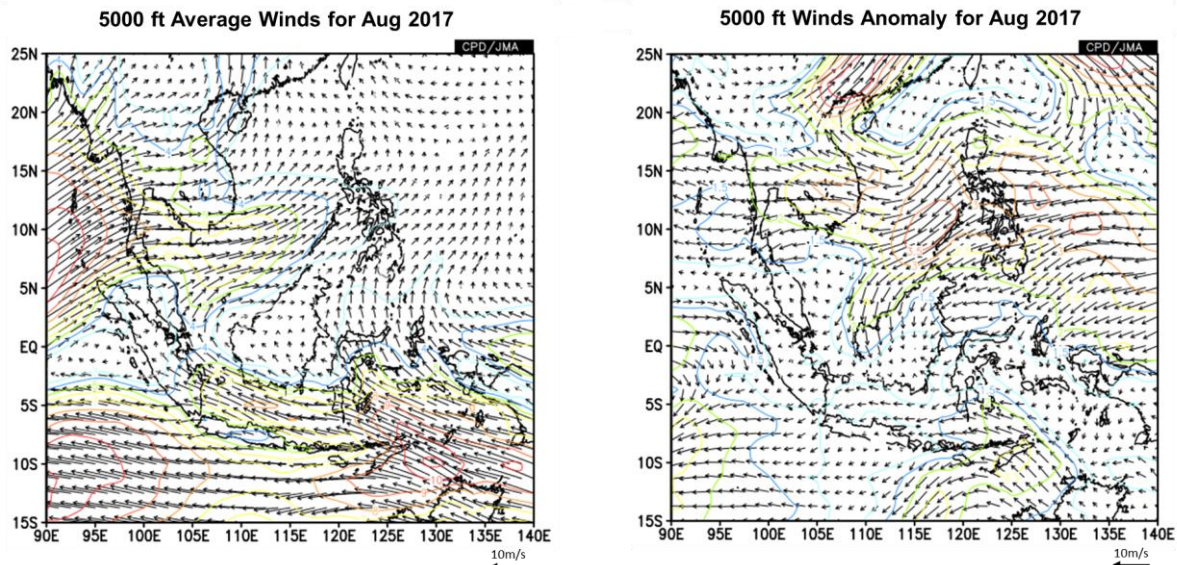 5000 ft Average Winds for Aug 2017
CPD/JMA
25N
20N
15N
10N
5N
EQ
5S
10S
15S
90E 95E 100E 105E 110E 115E 120E 125E 130E 135E 140E
10m/s
5000 ft Winds Anomaly for Aug 2017
CPD/JMA
25N
20N
15N
10N
5N
EQ
5S
10S
15S
90E 95E 100E 105E 110E 115E 120E 125E 130E 135E 140E
10m/s